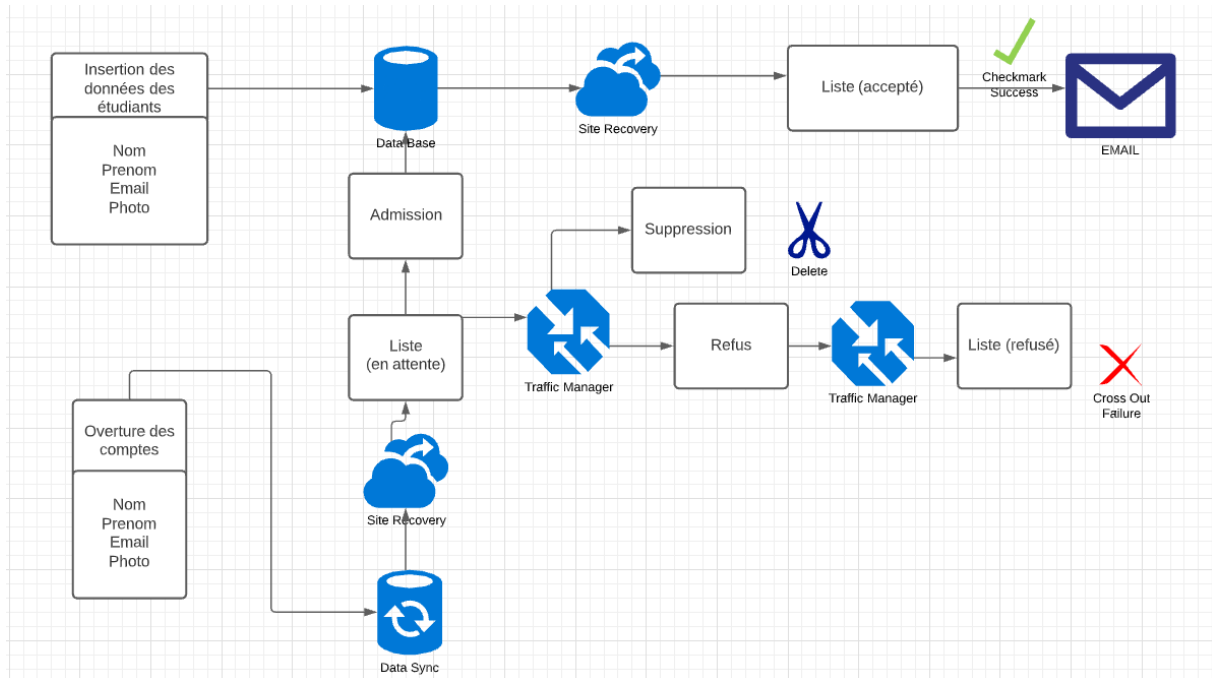 Insertion des
données des
étudiants
Nom
Prenom
Email
Photo
Data Base
Site Recovery
Liste (accepté)
Checkmark
Success
EMAIL
Admission
Suppression
Delete
Liste
(en attente)
Traffic Manager
Refus
Traffic Manager
Liste (refusé)
Cross Out
Failure
Overture des
comptes
Nom
Prenom
Email
Photo
Site Recovery
Data Sync